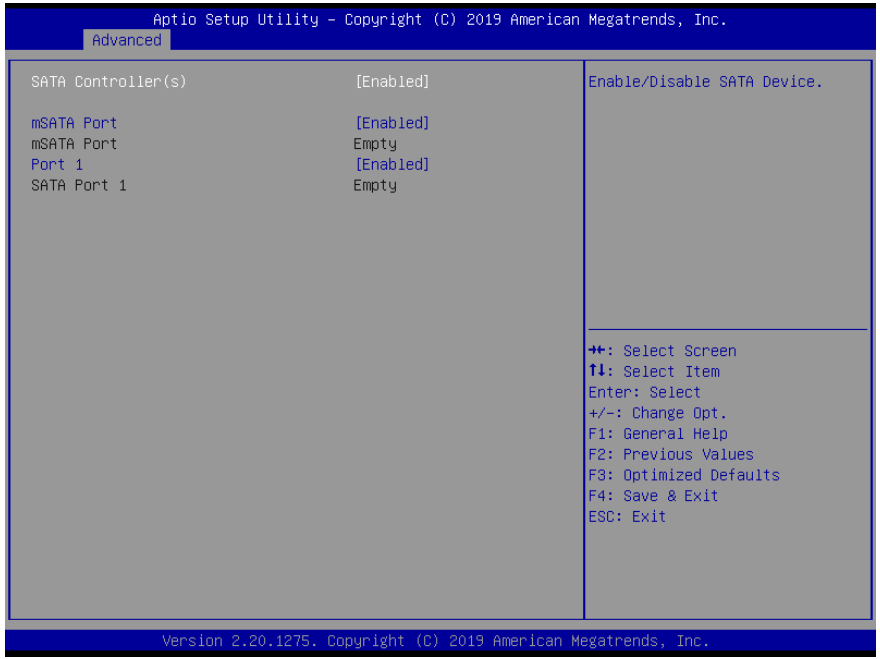 Aptio Setup Utility – Copyright (C) 2019 American Megatrends, Inc.
Advanced
SATA Controller(s) [Enabled]
mSATA Port [Enabled]
mSATA Port Empty
Port 1 [Enabled]
SATA Port 1 Empty
Enable/Disable SATA Device.
→←: Select Screen
↑↓: Select Item
Enter: Select
+/-: Change Opt.
F1: General Help
F2: Previous Values
F3: Optimized Defaults
F4: Save & Exit
ESC: Exit
Version 2.20.1275. Copyright (C) 2019 American Megatrends, Inc.